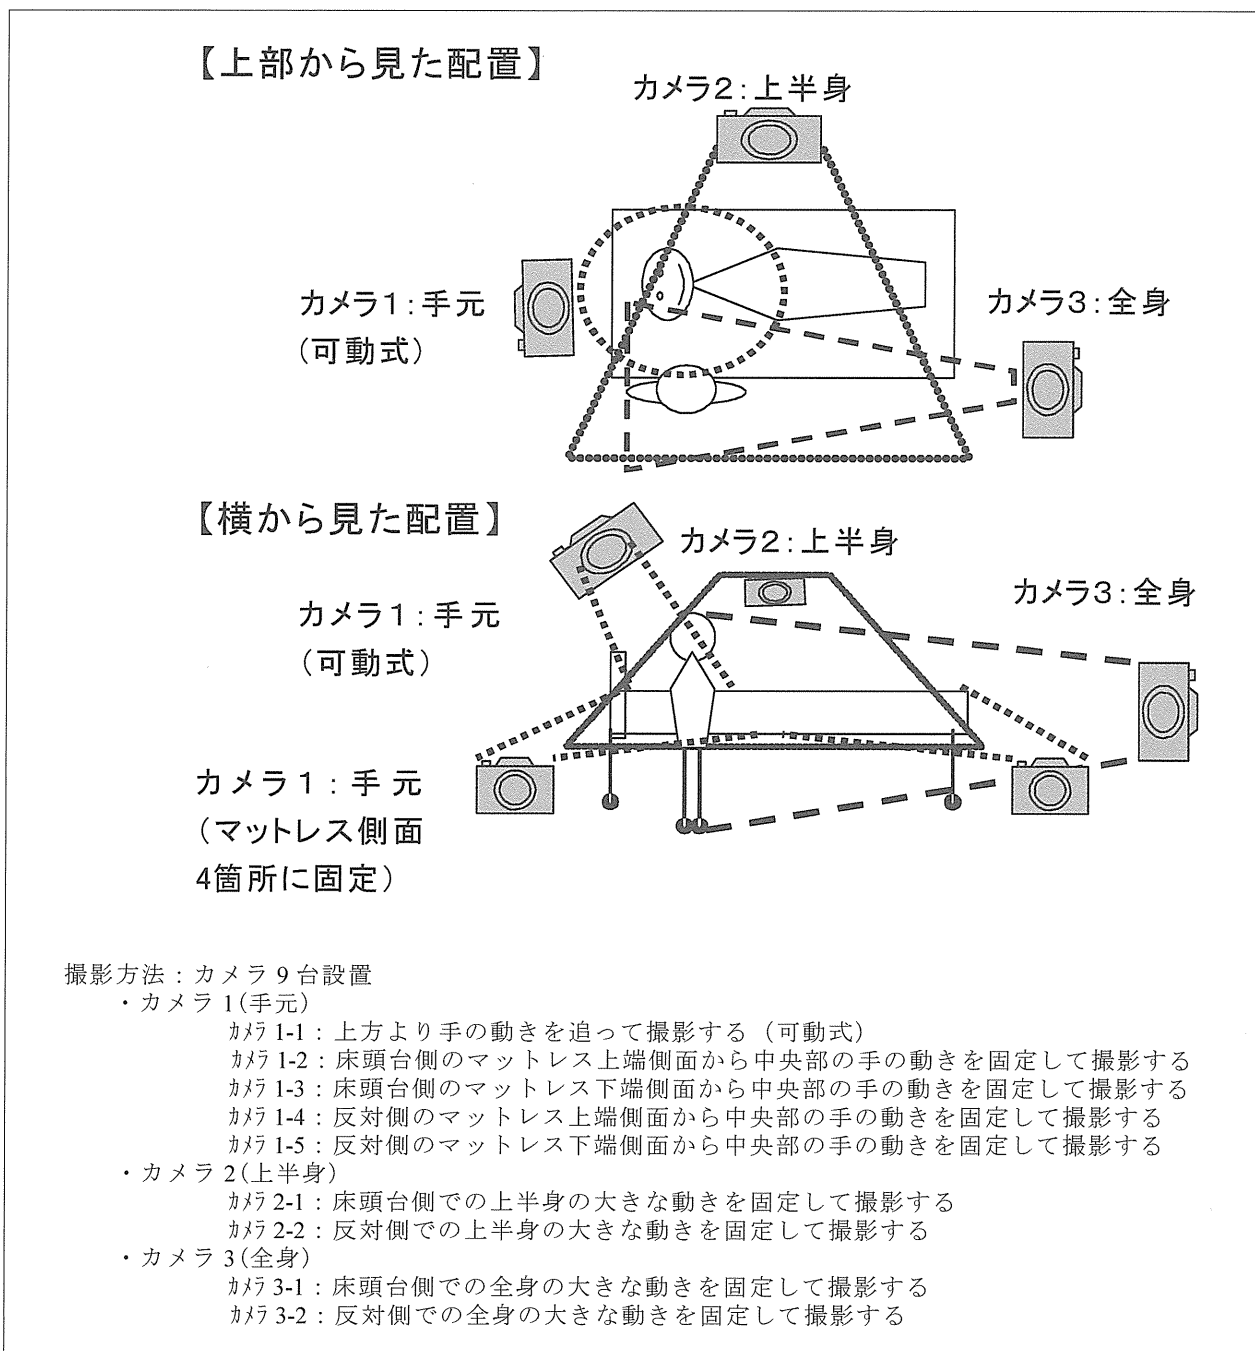 【上部から見た配置】
カメラ2:上半身
カメラ1:手元
(可動式)
カメラ3:全身
【横から見た配置】
カメラ2:上半身
カメラ1:手元
(可動式)
カメラ3:全身
カメラ1:手元
(マットレス側面
4箇所に固定)
撮影方法:カメラ9台設置
・カメラ1(手元)
カメラ1-1:上方より手の動きを追って撮影する(可動式)
カメラ1-2:床頭台側のマットレス上端側面から中央部の手の動きを固定して撮影する
カメラ1-3:床頭台側のマットレス下端側面から中央部の手の動きを固定して撮影する
カメラ1-4:反対側のマットレス上端側面から中央部の手の動きを固定して撮影する
カメラ1-5:反対側のマットレス下端側面から中央部の手の動きを固定して撮影する
・カメラ2(上半身)
カメラ2-1:床頭台側での上半身の大きな動きを固定して撮影する
カメラ2-2:反対側での上半身の大きな動きを固定して撮影する
・カメラ3(全身)
カメラ3-1:床頭台側での全身の大きな動きを固定して撮影する
カメラ3-2:反対側での全身の大きな動きを固定して撮影する